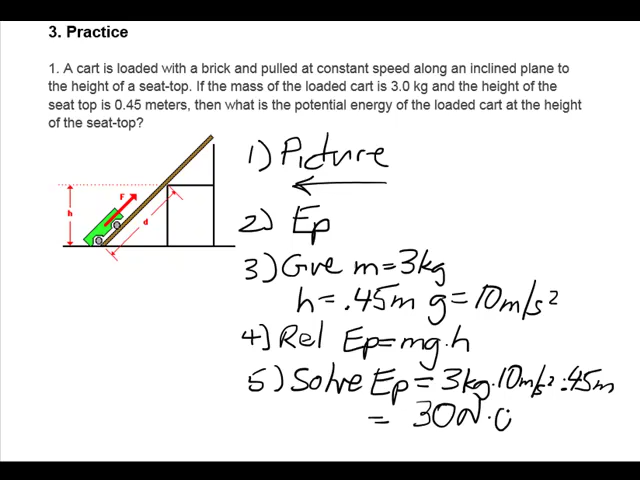 3. Practice
1. A cart is loaded with a brick and pulled at constant speed along an inclined plane to
the height of a seat-top. If the mass of the loaded cart is 3.0 kg and the height of the
seat top is 0.45 meters, then what is the potential energy of the loaded cart at the height
of the seat-top?
1) Picture
F
h
d
2) Ep
3) Give m=3kg
h=.45m g=10m/s²
4) Rel Ep=mg·h
5) Solve Ep=3kg·10m/s²·.45m
= 30N·0